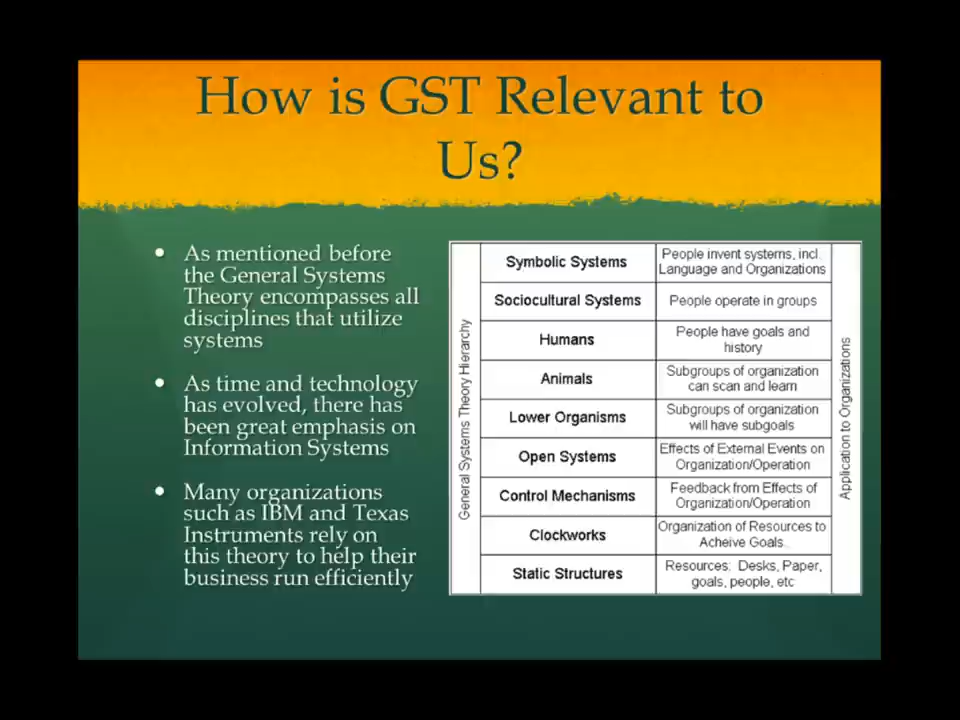 How is GST Relevant to
Us?
• As mentioned before
the General Systems
Theory encompasses all
disciplines that utilize
systems
• As time and technology
has evolved, there has
been great emphasis on
Information Systems
• Many organizations
such as IBM and Texas
Instruments rely on
this theory to help their
business run efficiently
General Systems Theory Hierarchy
Symbolic Systems
People invent systems, incl.
Language and Organizations
Sociocultural Systems
People operate in groups
Humans
People have goals and
history
Animals
Subgroups of organization
can scan and learn
Lower Organisms
Subgroups of organization
will have subgoals
Open Systems
Effects of External Events on
Organization/Operation
Control Mechanisms
Feedback from Effects of
Organization/Operation
Clockworks
Organization of Resources to
Acheive Goals
Static Structures
Resources: Desks, Paper,
goals, people, etc
Application to Organizations